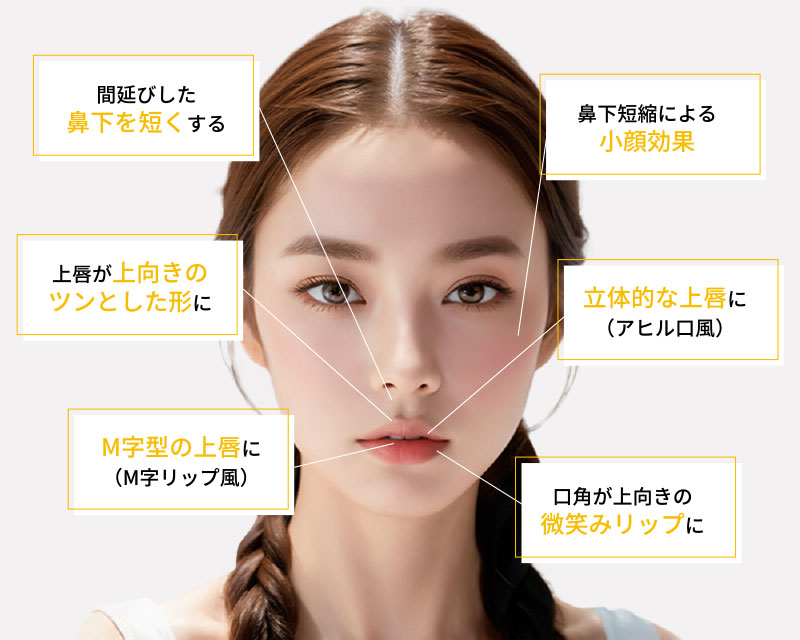 間延びした
鼻下を短くする
鼻下短縮による
小顔効果
上唇が上向きの
ツンとした形に
立体的な上唇に
（アヒル口風）
M字型の上唇に
（M字リップ風）
口角が上向きの
微笑みリップに